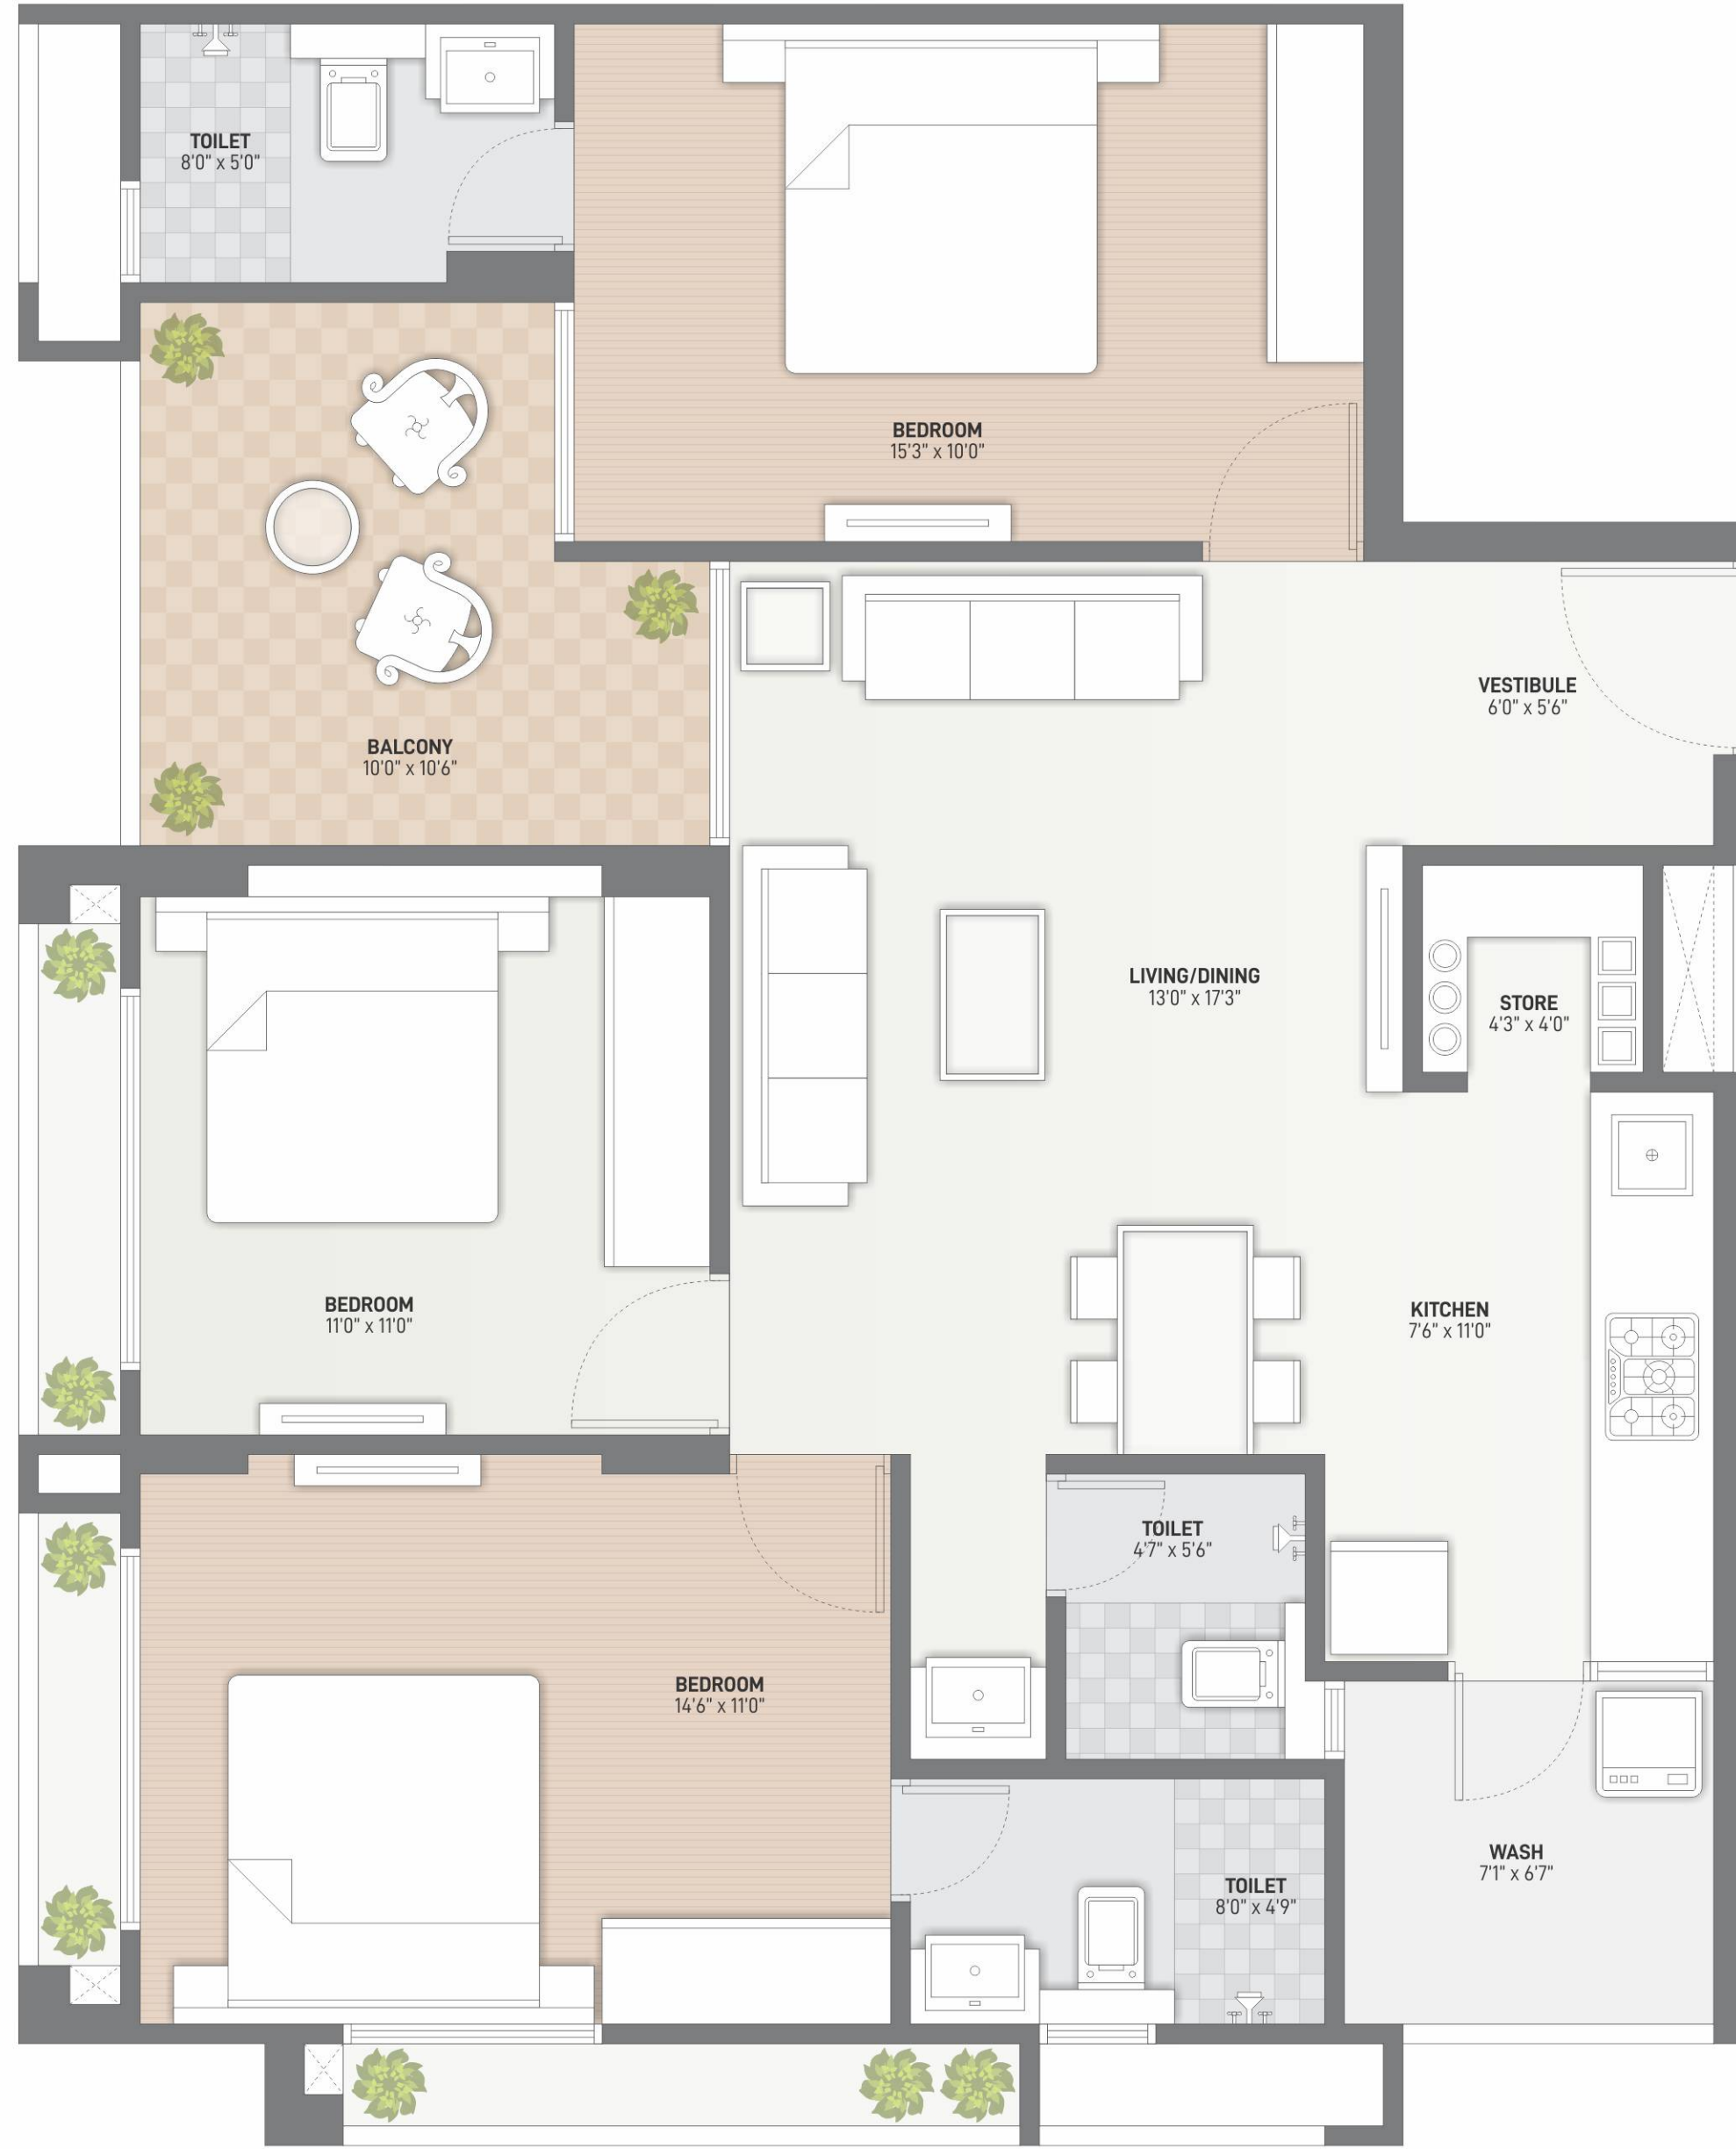 TOILET
8'0" x 5'0"
BEDROOM
15'3" x 10'0"
VESTIBULE
6'0" x 5'6"
BALCONY
10'0" x 10'6"
LIVING/DINING
13'0" x 17'3"
STORE
4'3" x 4'0"
BEDROOM
11'0" x 11'0"
KITCHEN
7'6" x 11'0"
TOILET
4'7" x 5'6"
BEDROOM
14'6" x 11'0"
WASH
7'1" x 6'7"
TOILET
8'0" x 4'9"